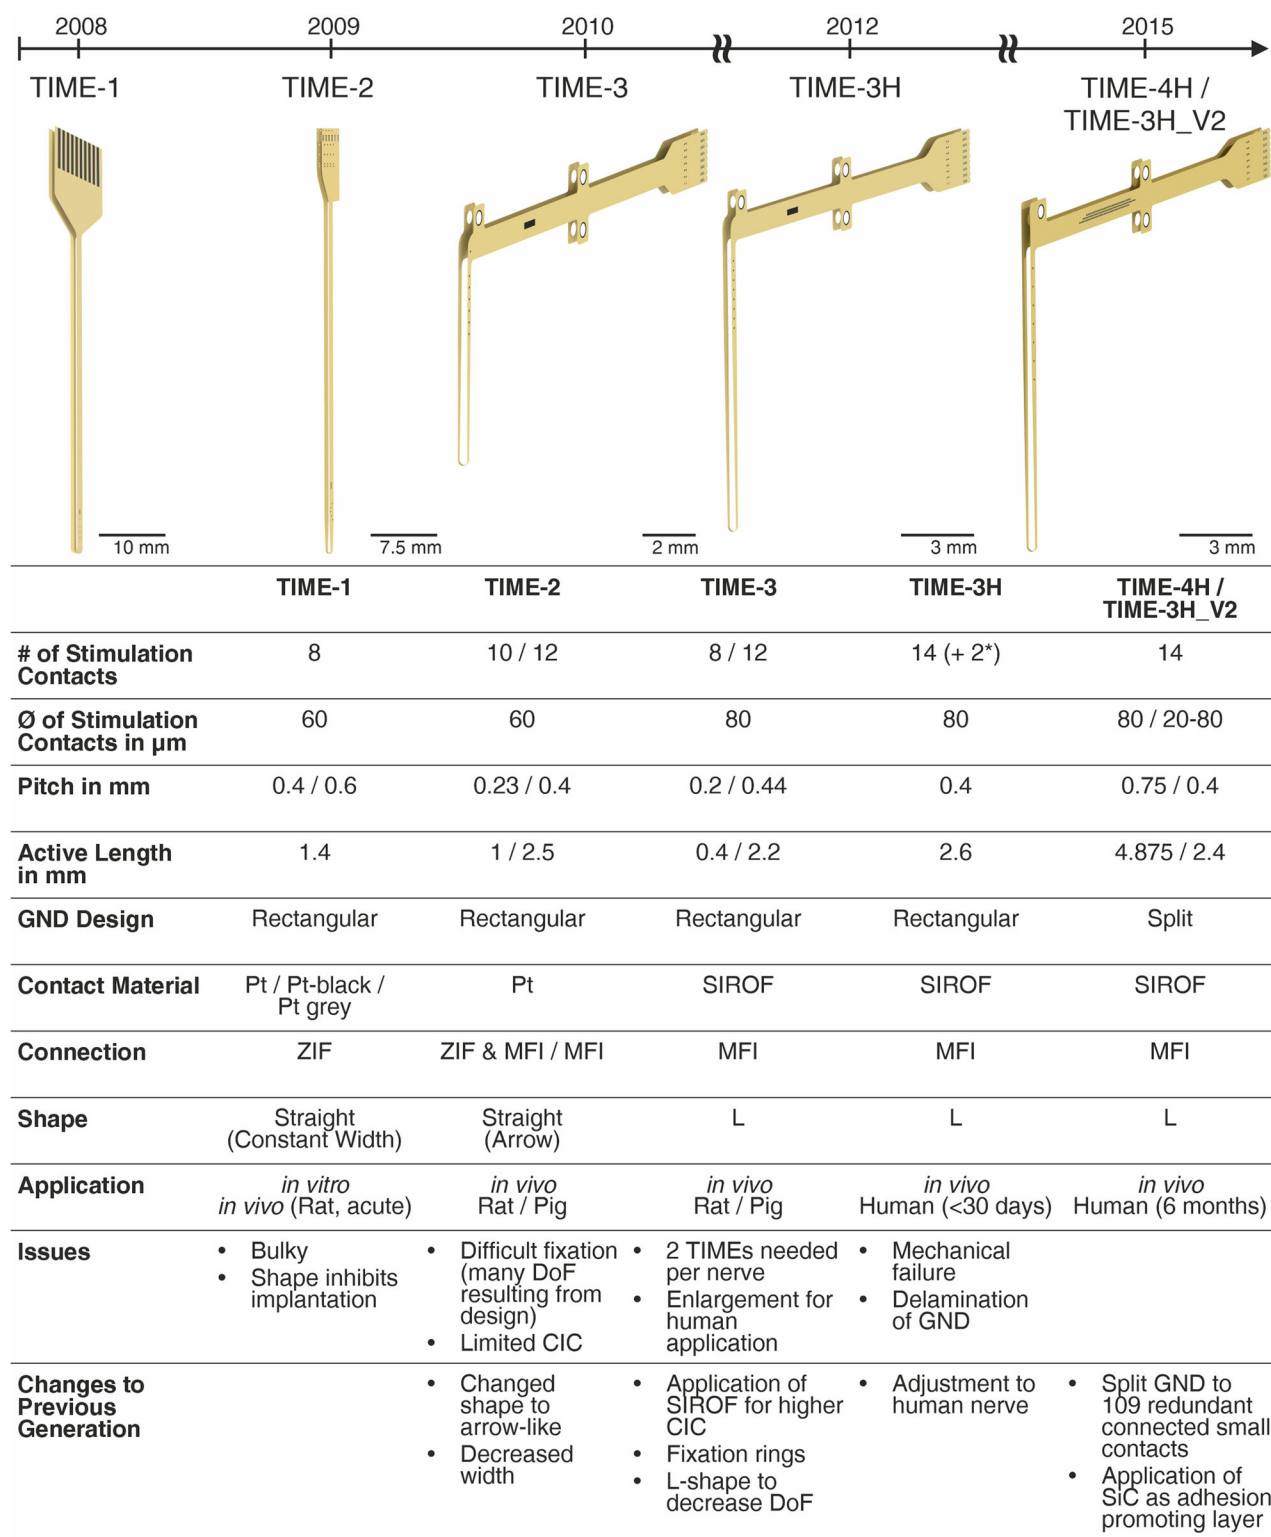 2008 2009 2010 2012 2015
TIME-1 TIME-2 TIME-3 TIME-3H TIME-4H /
TIME-3H_V2
10 mm 7.5 mm 2 mm 3 mm 3 mm
TIME-1 TIME-2 TIME-3 TIME-3H TIME-4H /
TIME-3H_V2
# of Stimulation 8 10 / 12 8 / 12 14 (+ 2*) 14
Contacts
Ø of Stimulation 60 60 80 80 80 / 20-80
Contacts in µm
Pitch in mm 0.4 / 0.6 0.23 / 0.4 0.2 / 0.44 0.4 0.75 / 0.4
Active Length 1.4 1 / 2.5 0.4 / 2.2 2.6 4.875 / 2.4
in mm
GND Design Rectangular Rectangular Rectangular Rectangular Split
Contact Material Pt / Pt-black / Pt SIROF SIROF SIROF
Pt grey
Connection ZIF ZIF & MFI / MFI MFI MFI MFI
Shape Straight Straight L L L
(Constant Width) (Arrow)
Application in vitro in vivo in vivo in vivo in vivo
in vivo (Rat, acute) Rat / Pig Rat / Pig Human (<30 days) Human (6 months)
Issues
• Bulky
• Shape inhibits
implantation
• Difficult fixation
(many DoF
resulting from
design)
• Limited CIC
• 2 TIMEs needed
per nerve
• Enlargement for
human
application
• Mechanical
failure
• Delamination
of GND
Changes to
Previous
Generation
• Changed
shape to
arrow-like
• Decreased
width
• Application of
SIROF for higher
CIC
• Fixation rings
• L-shape to
decrease DoF
• Adjustment to
human nerve
• Split GND to
109 redundant
connected small
contacts
• Application of
SiC as adhesion
promoting layer